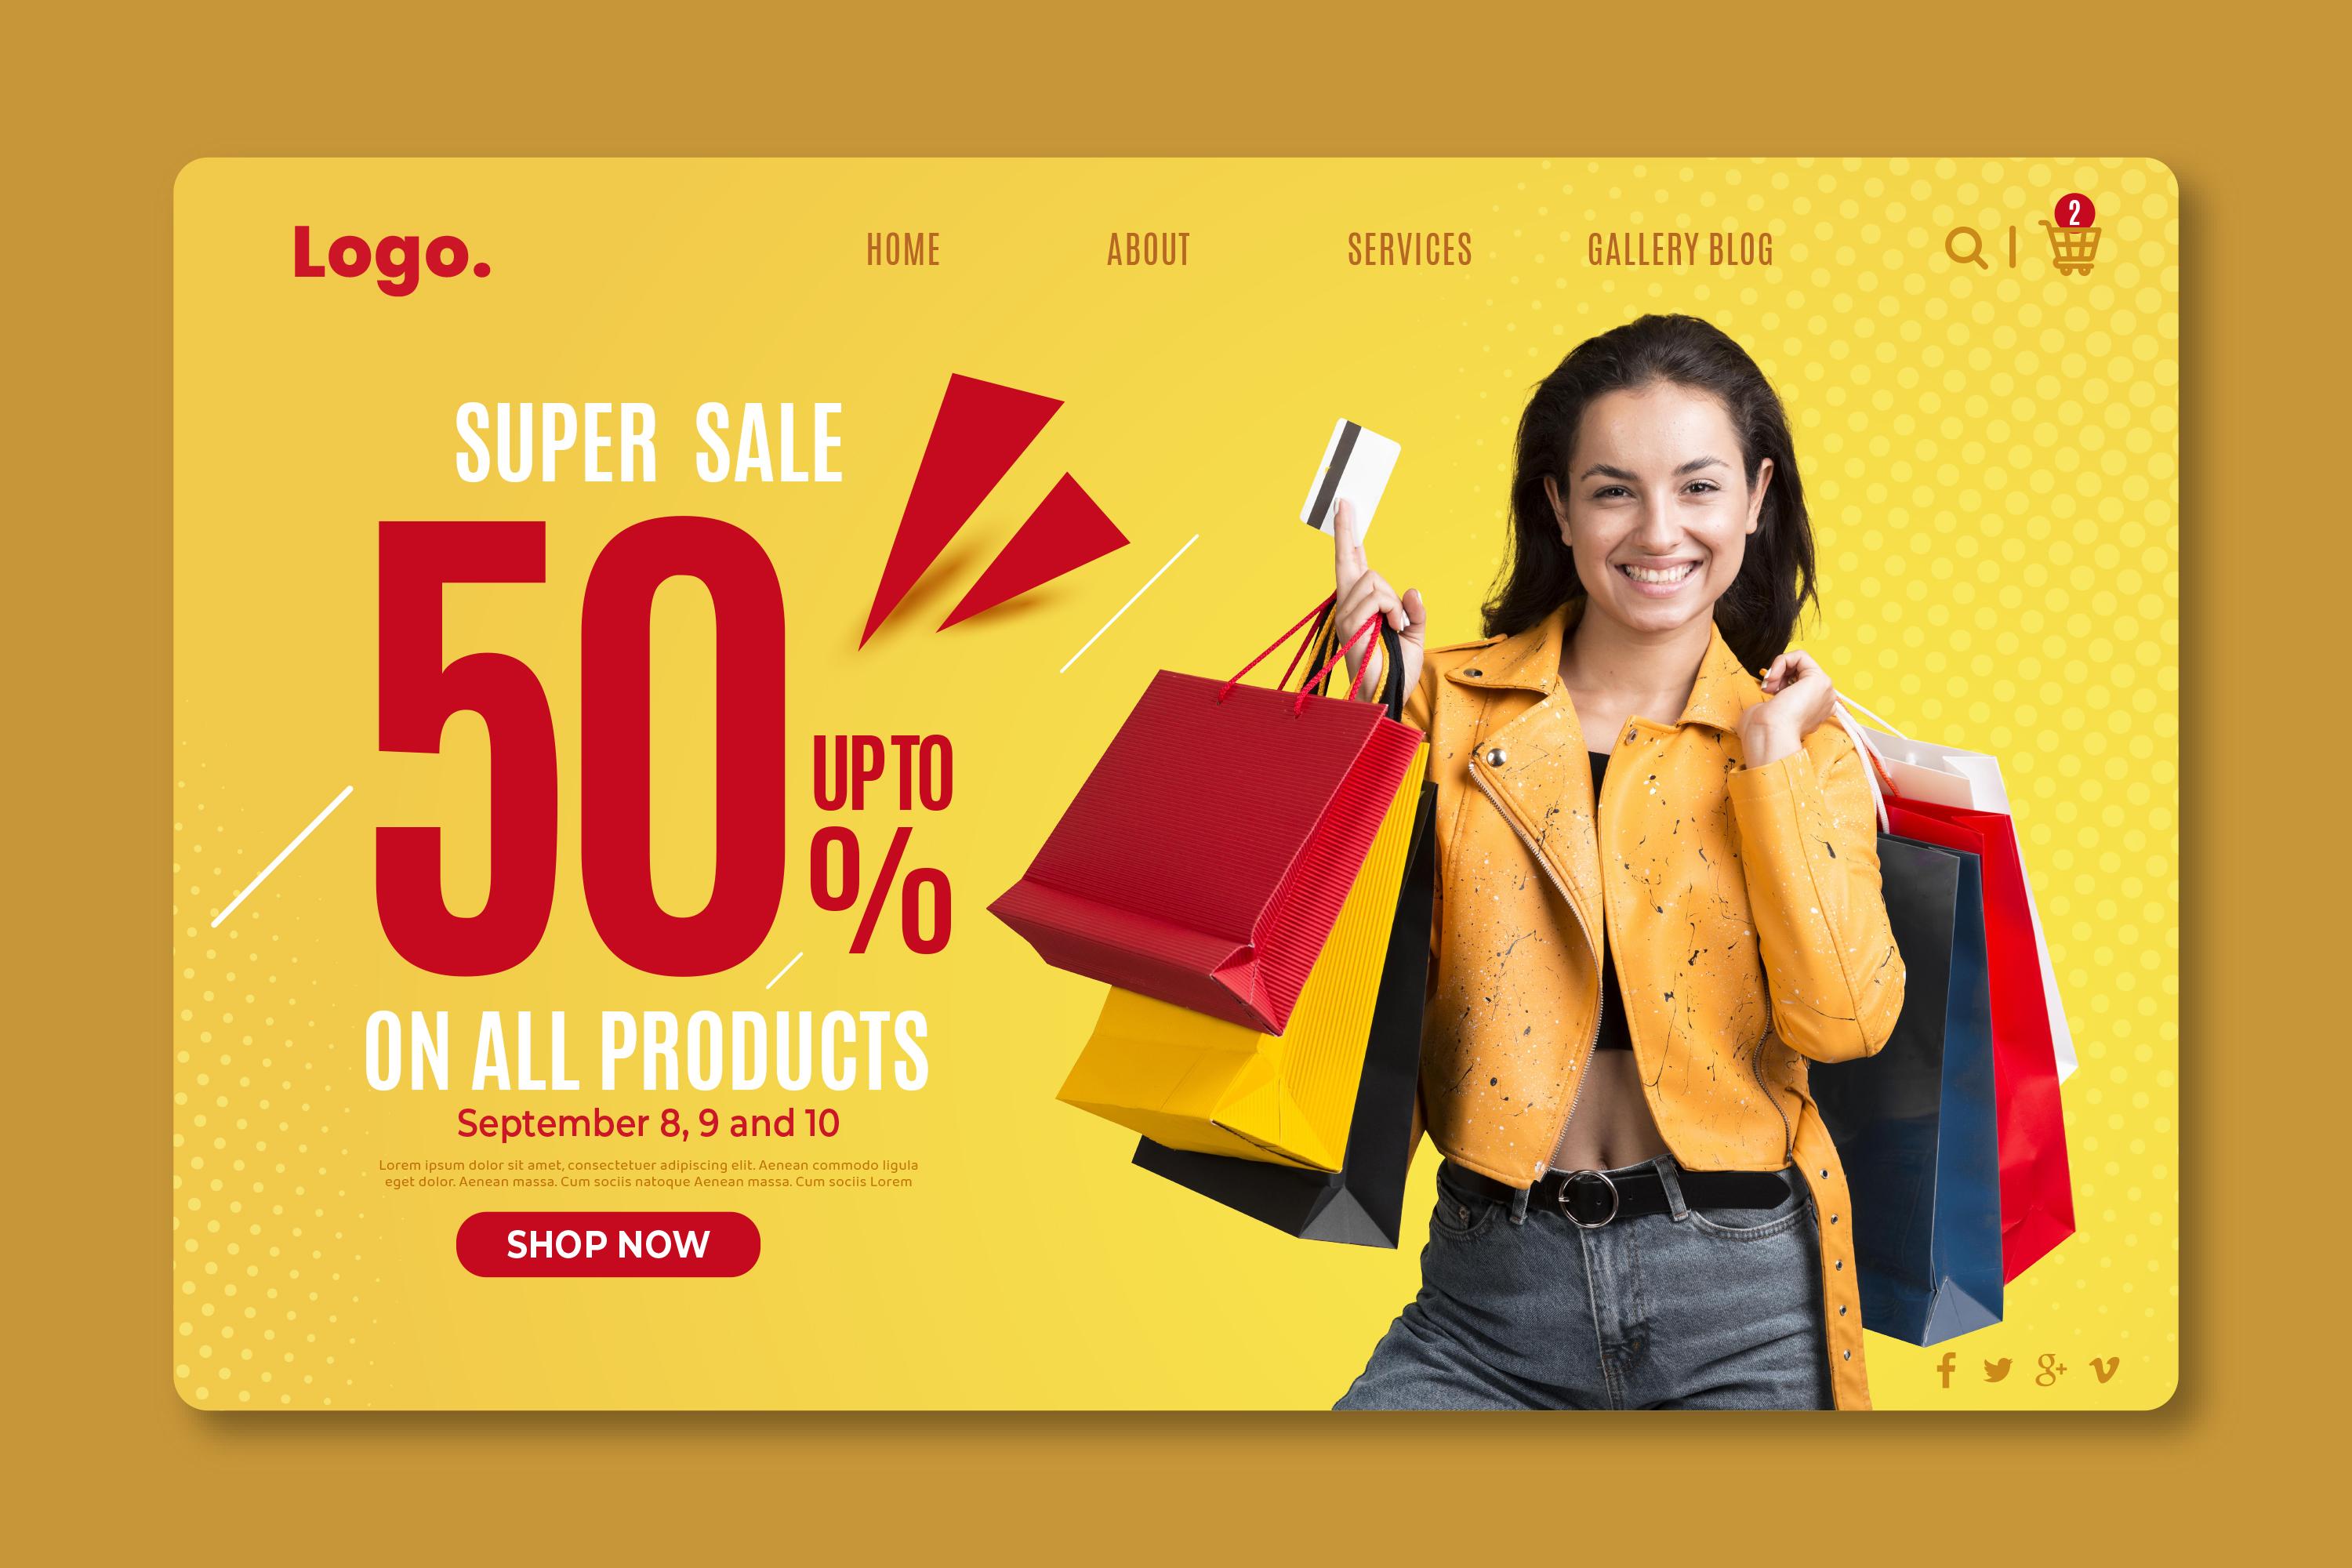 Logo.
HOME
ABOUT
SERVICES
GALLERY BLOG
2
SUPER SALE
50
UP TO
%
ON ALL PRODUCTS
September 8, 9 and 10
Lorem ipsum dolor sit amet, consectetuer adipiscing elit. Aenean commodo ligula
eget dolor. Aenean massa. Cum sociis natoque Aenean massa. Cum sociis Lorem
SHOP NOW